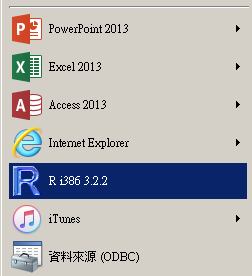 PowerPoint 2013
Excel 2013
Access 2013
Internet Explorer
R i386 3.2.2
iTunes
資料來源 (ODBC)